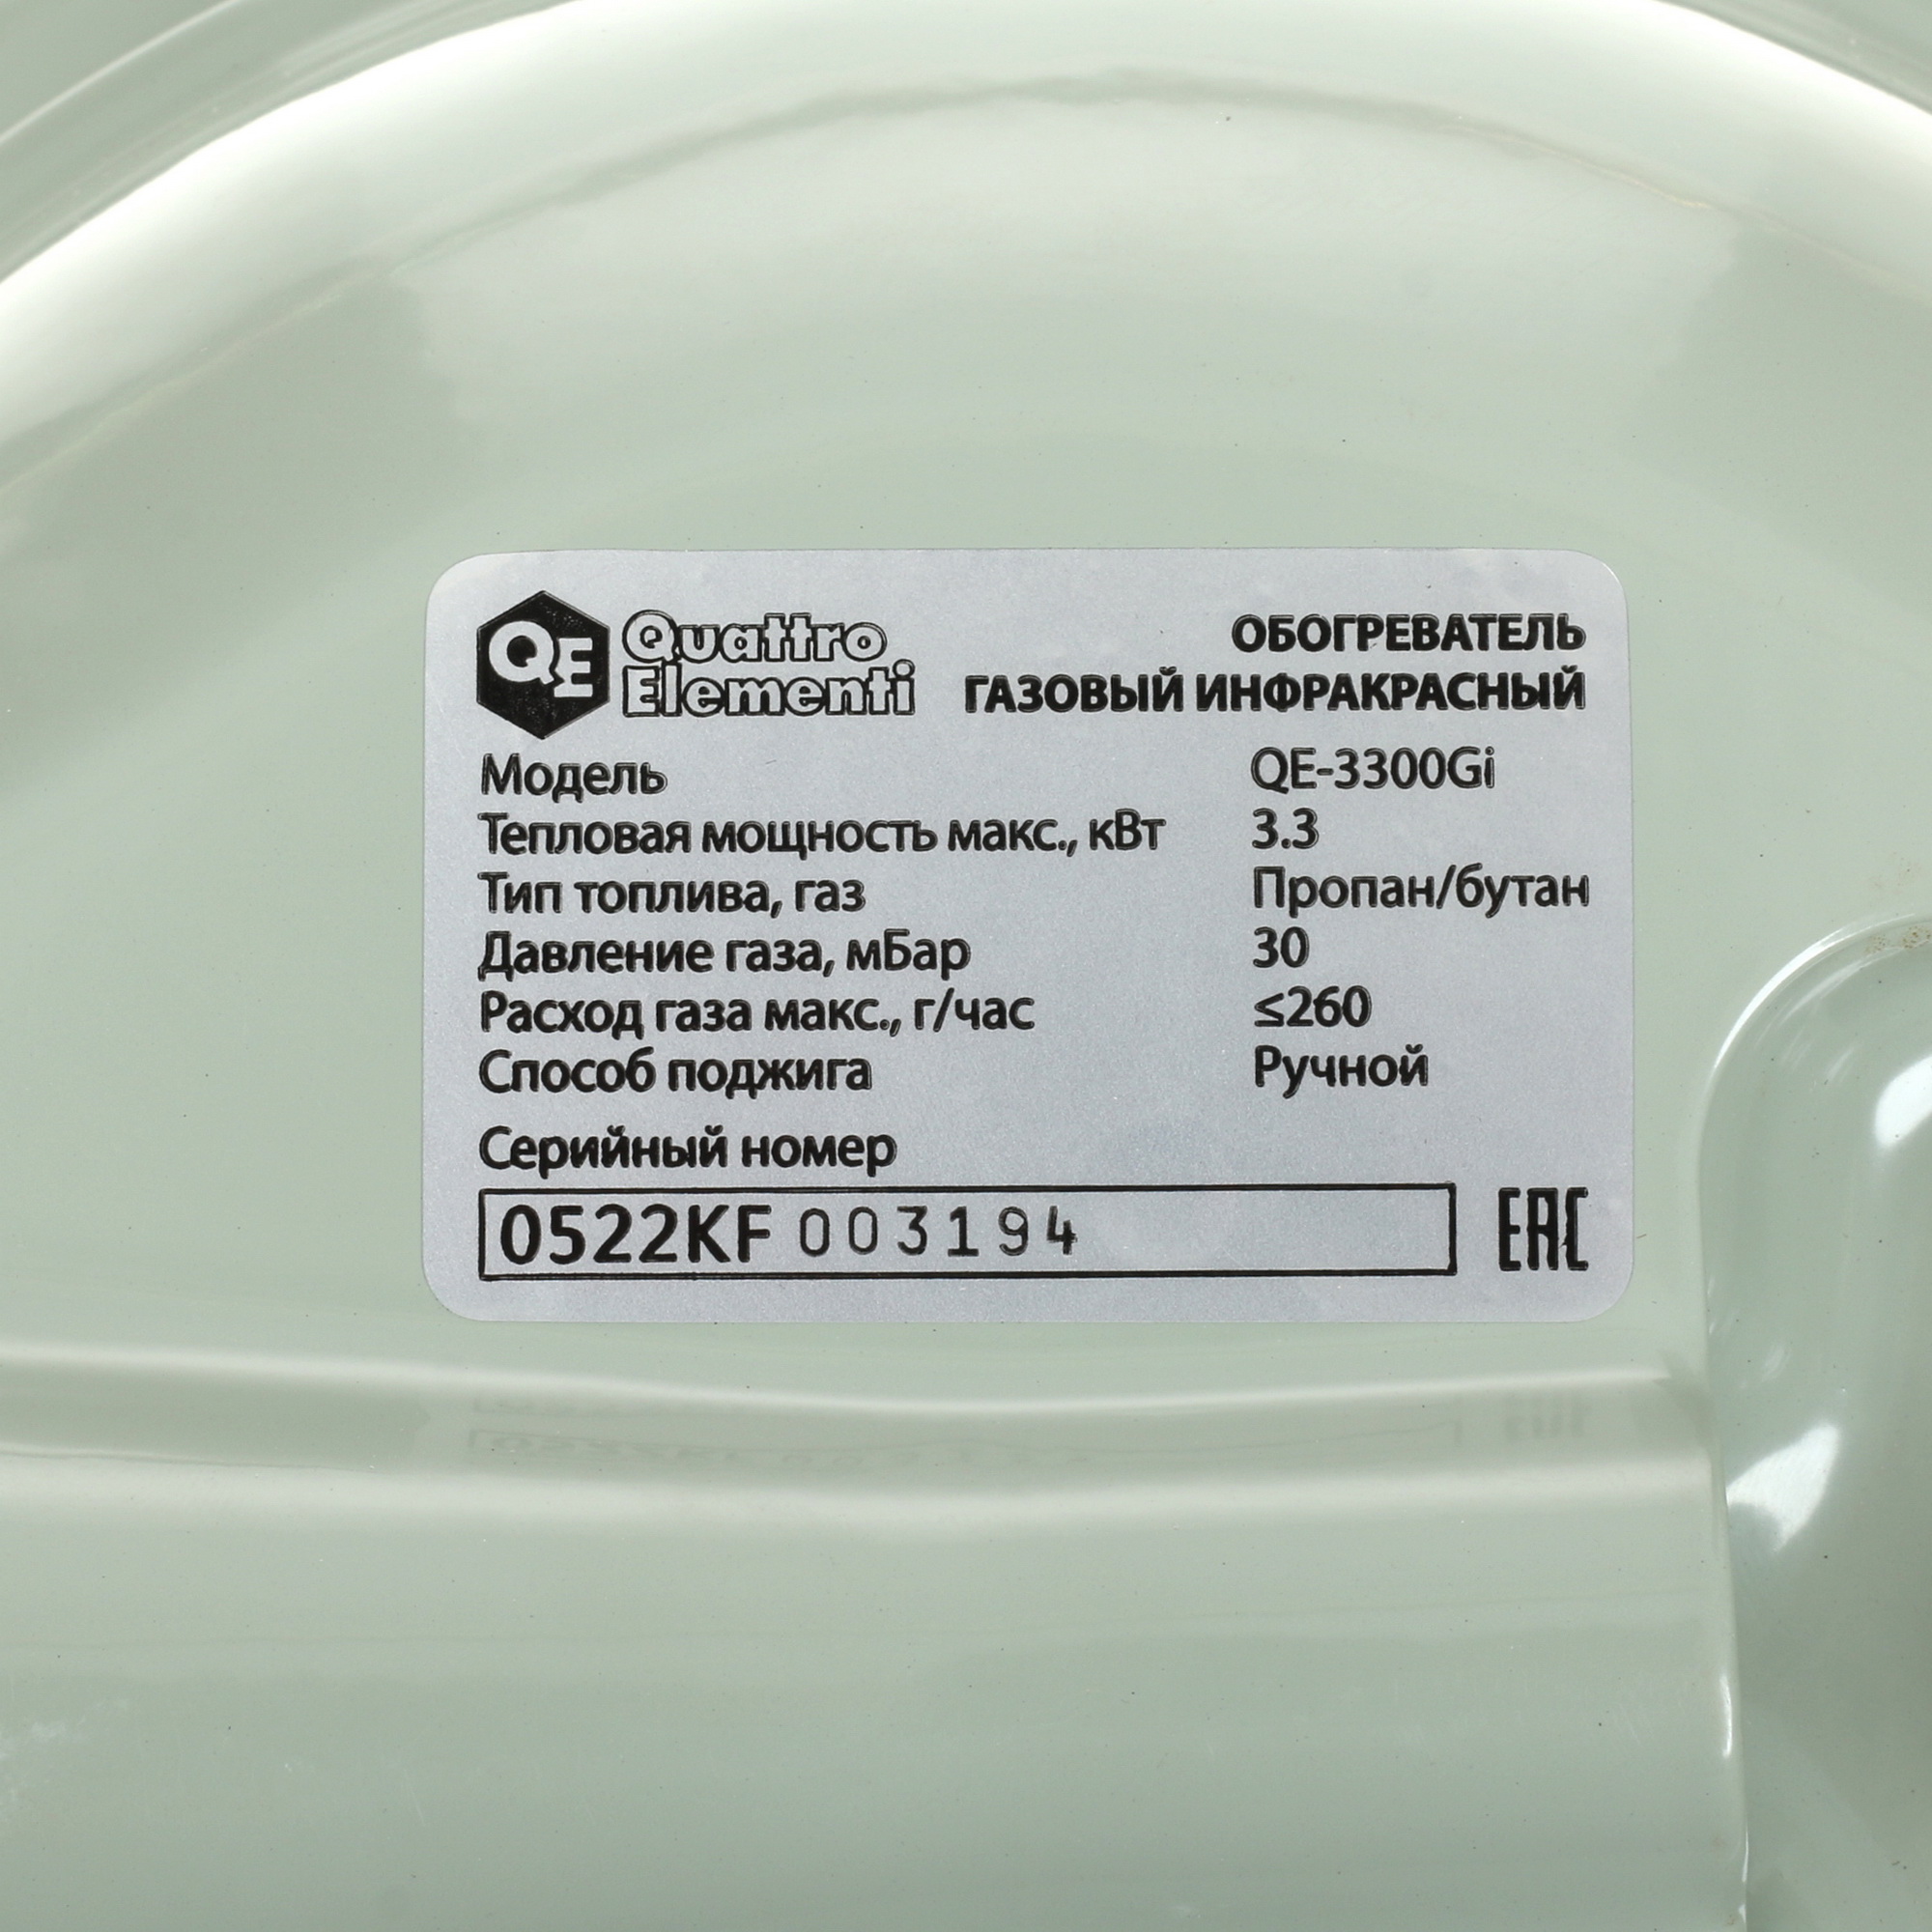 QE Quattro Elementi
ОБОГРЕВАТЕЛЬ
ГАЗОВЫЙ ИНФРАКРАСНЫЙ
Модель QE-3300Gi
Тепловая мощность макс., кВт 3.3
Тип топлива, газ Пропан/бутан
Давление газа, мБар 30
Расход газа макс., г/час ≤260
Способ поджига Ручной
Серийный номер
0522KF 003194 EAC